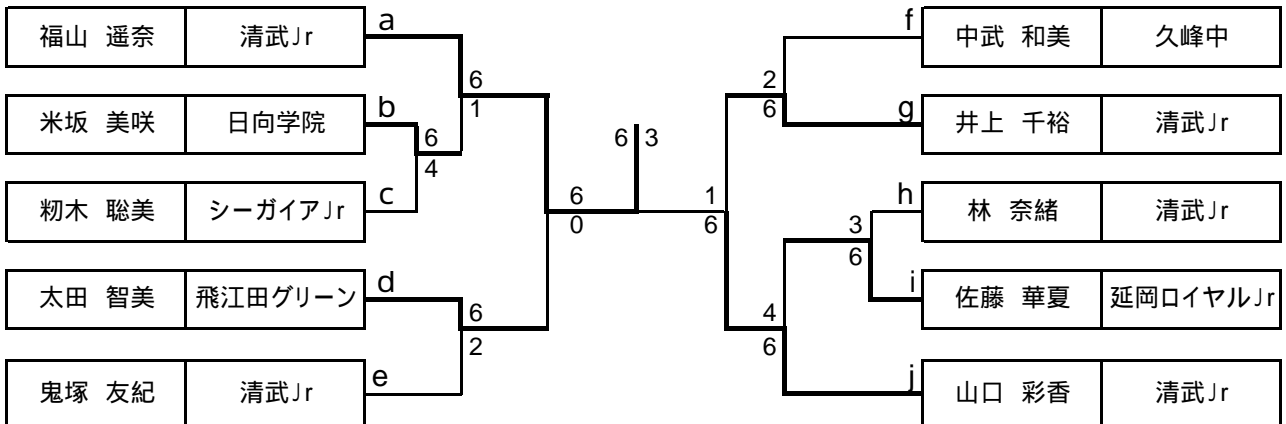 福山 遥奈 清武Jr a
米坂 美咲 日向学院 b
籾木 聡美 シーガイアJr c
太田 智美 飛江田グリーン d
鬼塚 友紀 清武Jr e
6
1
6
4
6
2
6
0
6 3
f 中武 和美 久峰中
g 井上 千裕 清武Jr
h 林 奈緒 清武Jr
i 佐藤 華夏 延岡ロイヤルJr
j 山口 彩香 清武Jr
2
6
1
6
3
6
4
6